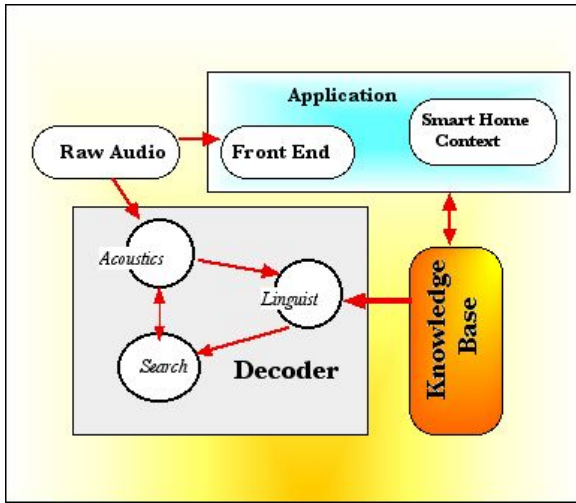 Application
Smart Home
Context
Raw Audio
Front End
Acoustics
Linguist
Search
Decoder
Knowledge
Base